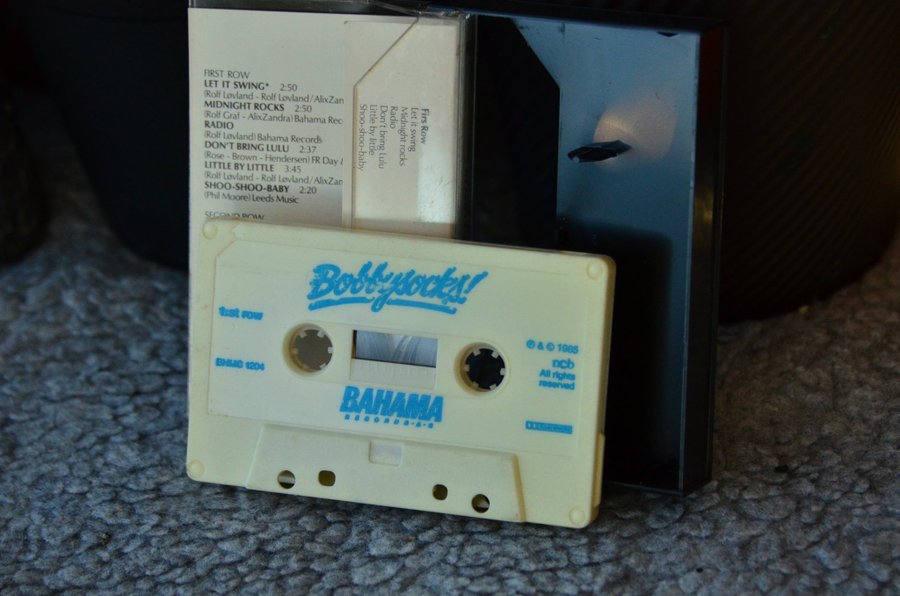 FIRST ROW
LET IT SWING* 2:50
(Rolf Løvland - Rolf Løvland/AlixZan
MIDNIGHT ROCKS 2:50
(Rolf Graf - AlixZandra) Bahama Rec
RADIO
(Rolf Løvland) Bahama Records
DON'T BRING LULU 2:37
(Rose - Brown - Hendersen) FR Day &
LITTLE BY LITTLE 3:45
(Rolf Løvland - Rolf Løvland/AlixZan
SHOO-SHOO-BABY 2:20
(Phil Moore) Leeds Music
SECOND ROW
Firs Row
Let it swing
Midnight rocks
Radio
Don't bring Lulu
Little by little
Shoo-shoo-baby
Bobbysocks!
first row
BHMC 1204
℗ & © 1985
ncb
All rights
reserved
BAHAMA
RECORDS A·S